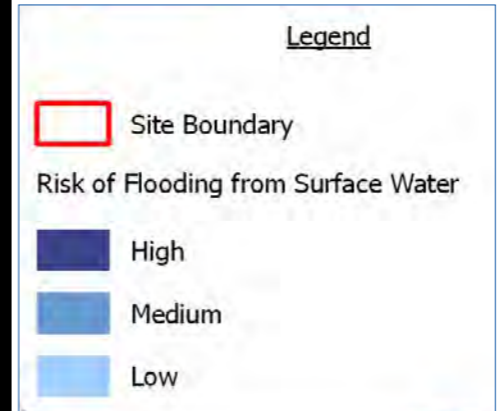 Legend
Site Boundary
Risk of Flooding from Surface Water
High
Medium
Low